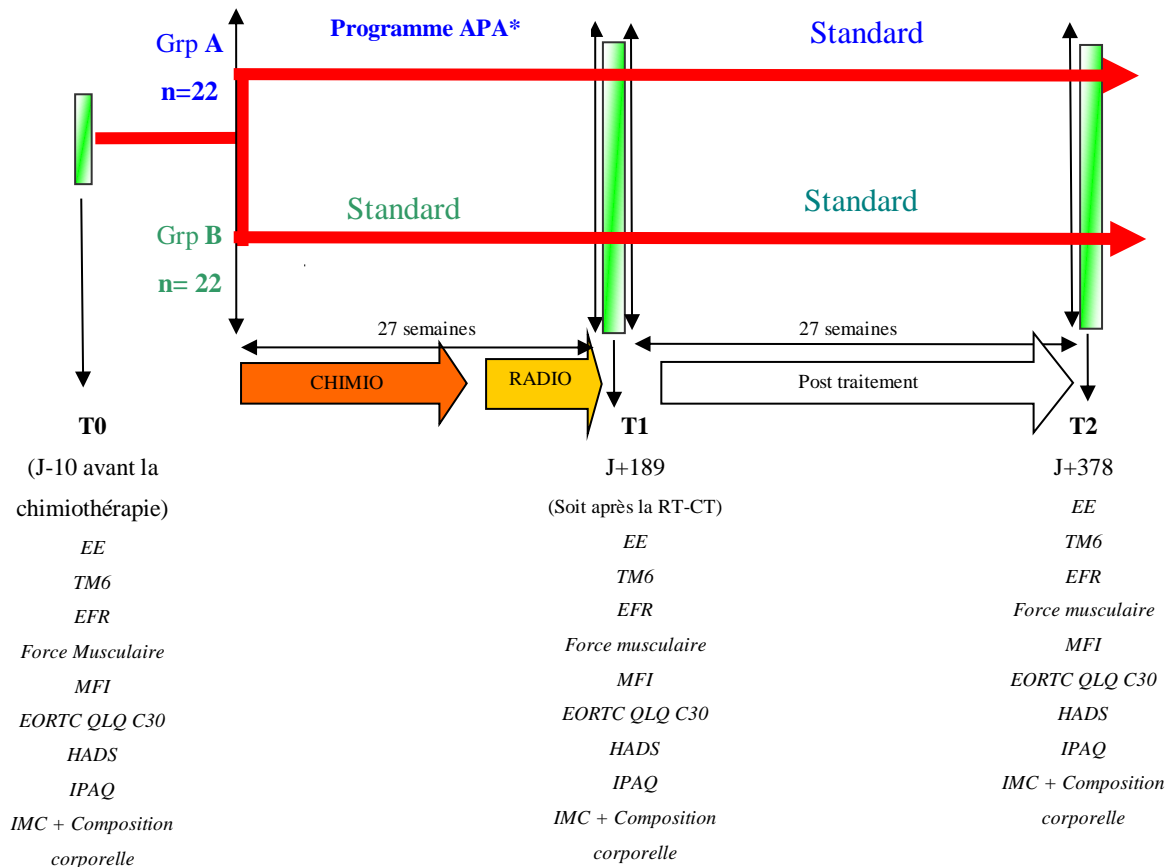 Programme APA*
Standard
Grp A
n=22
Standard
Standard
Grp B
n= 22
27 semaines
27 semaines
CHIMIO
RADIO
Post traitement
T0
(J-10 avant la
chimiothérapie)
EE
TM6
EFR
Force Musculaire
MFI
EORTC QLQ C30
HADS
IPAQ
IMC + Composition
corporelle
T1
J+189
(Soit après la RT-CT)
EE
TM6
EFR
Force musculaire
MFI
EORTC QLQ C30
HADS
IPAQ
IMC + Composition
corporelle
T2
J+378
EE
TM6
EFR
Force musculaire
MFI
EORTC QLQ C30
HADS
IPAQ
IMC + Composition
corporelle